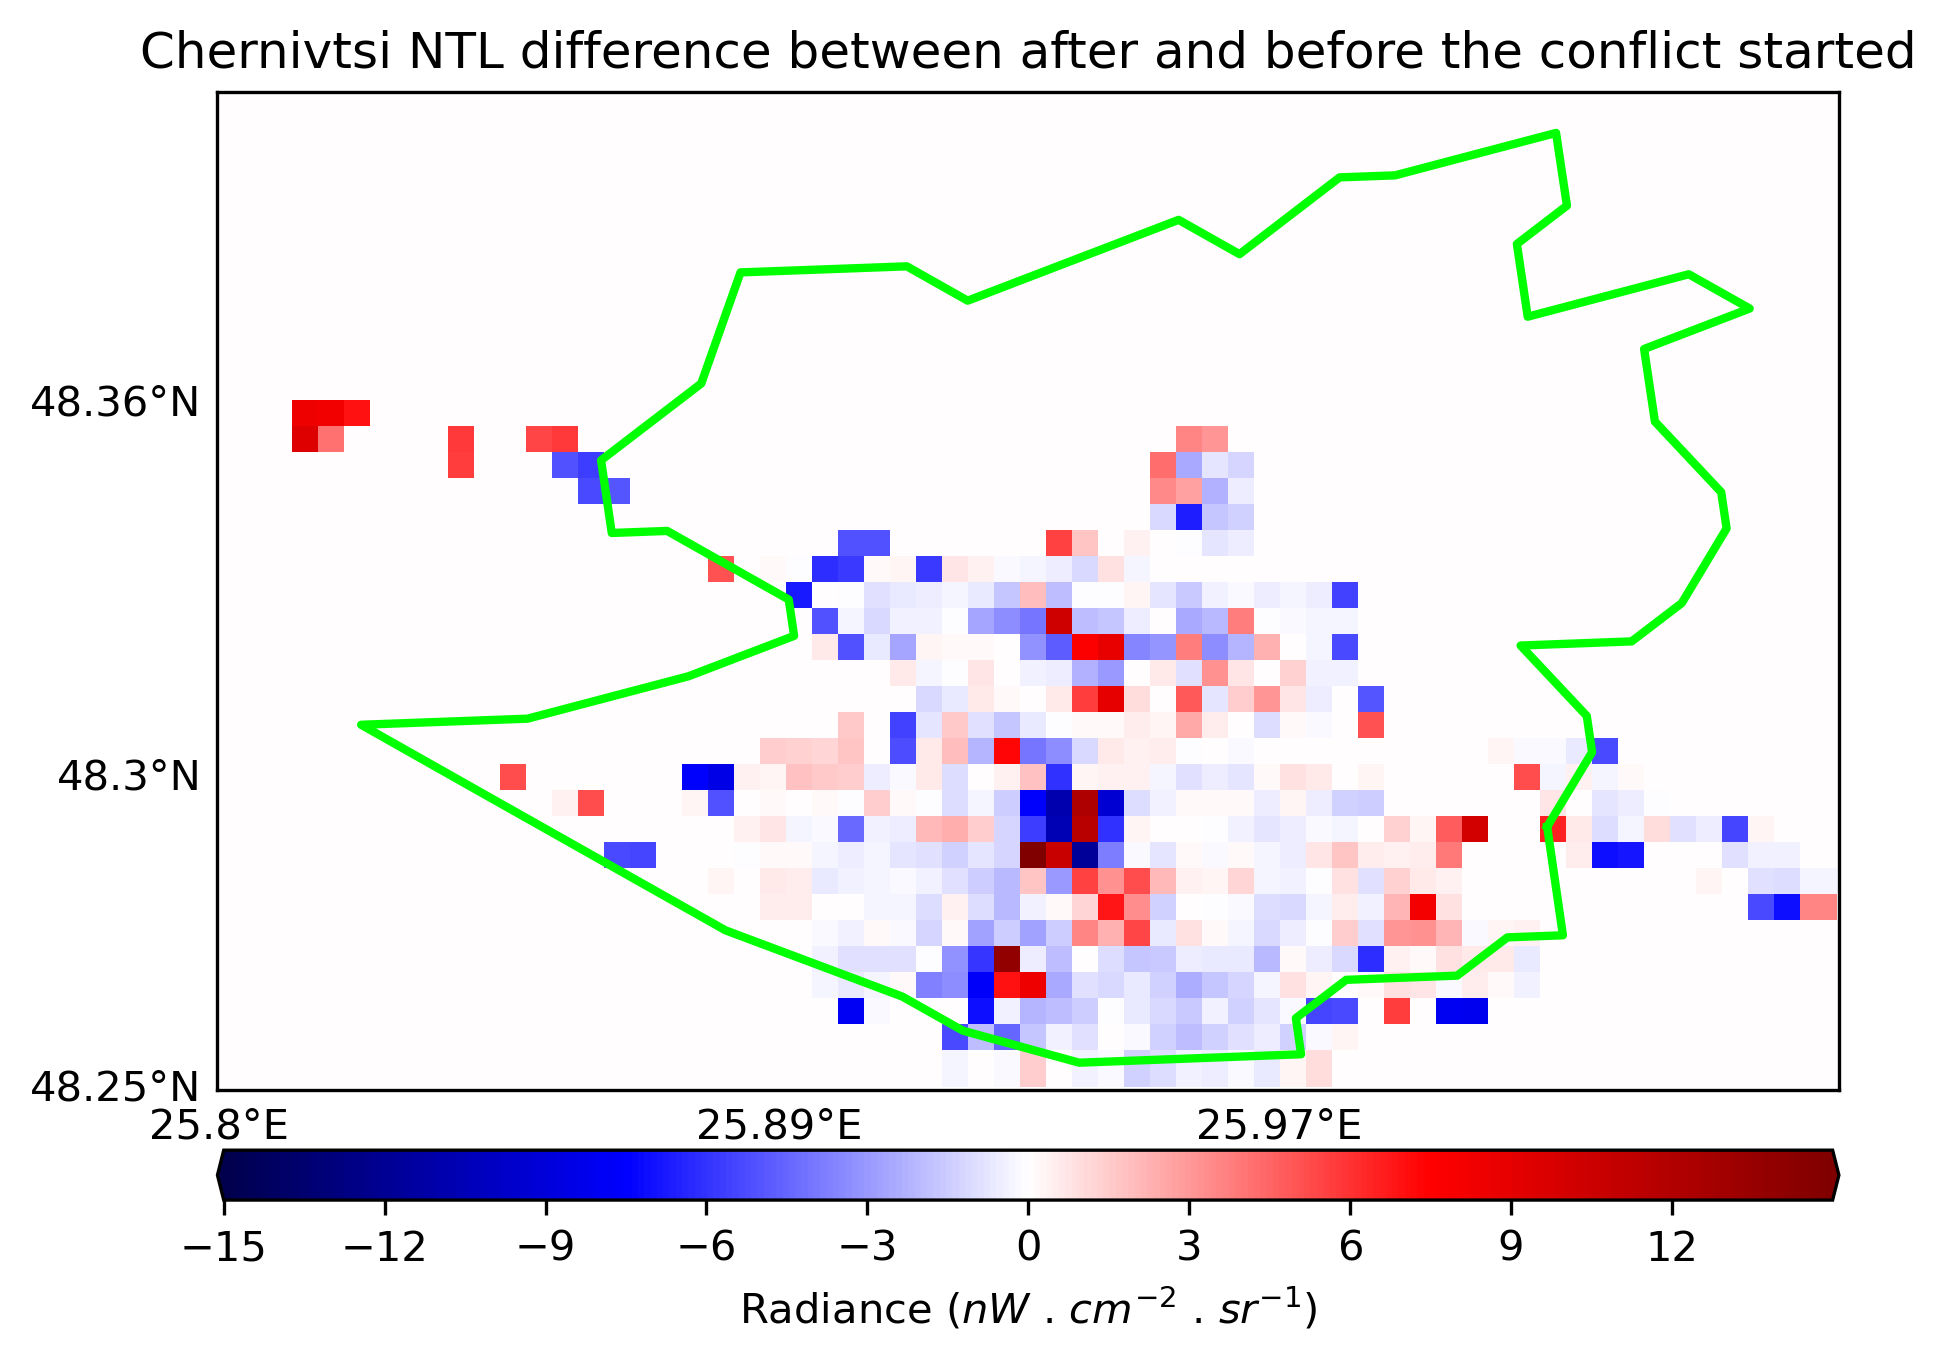 Chernivtsi NTL difference between after and before the conflict started
48.36°N
48.3°N
48.25°N
25.8°E 25.89°E 25.97°E
−15 −12 −9 −6 −3 0 3 6 9 12
Radiance (nW . cm⁻² . sr⁻¹)